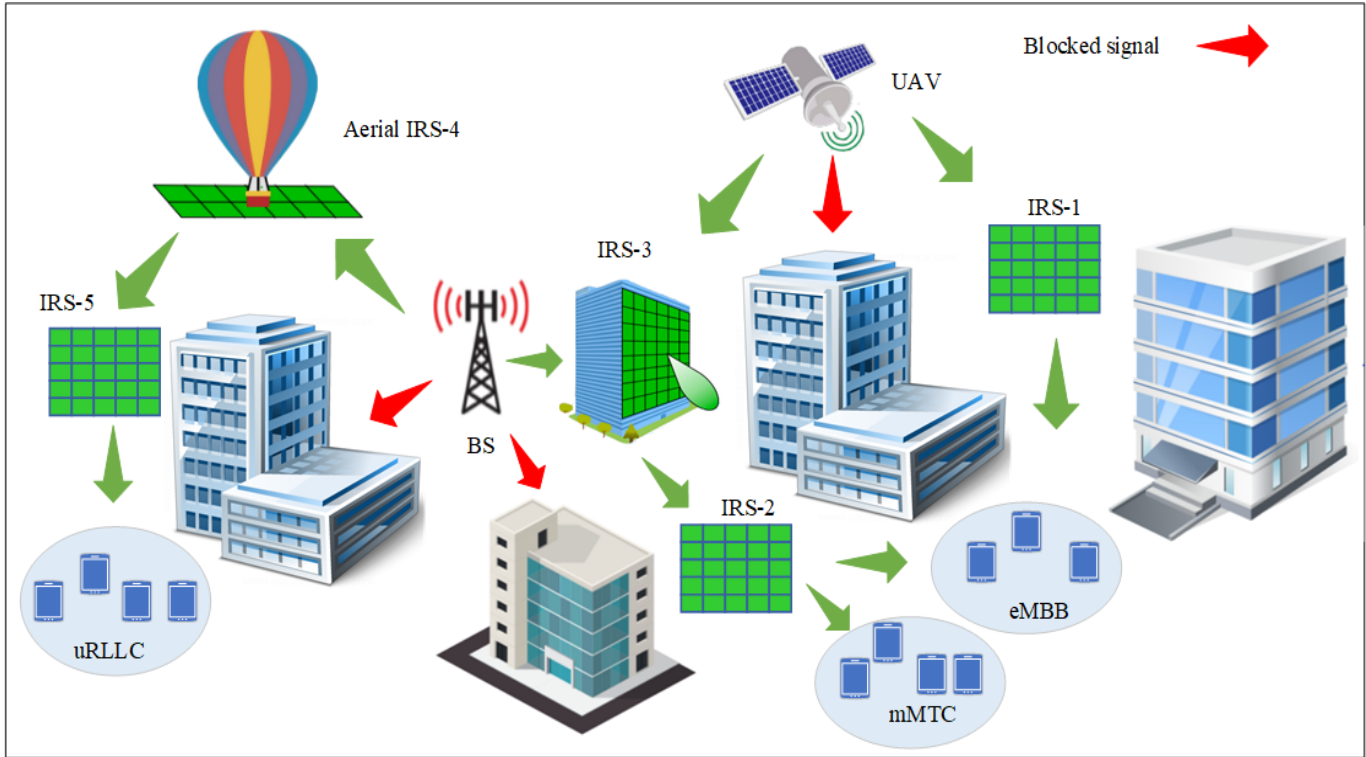 Blocked signal
UAV
Aerial IRS-4
IRS-1
IRS-3
IRS-5
BS
IRS-2
eMBB
uRLLC
mMTC